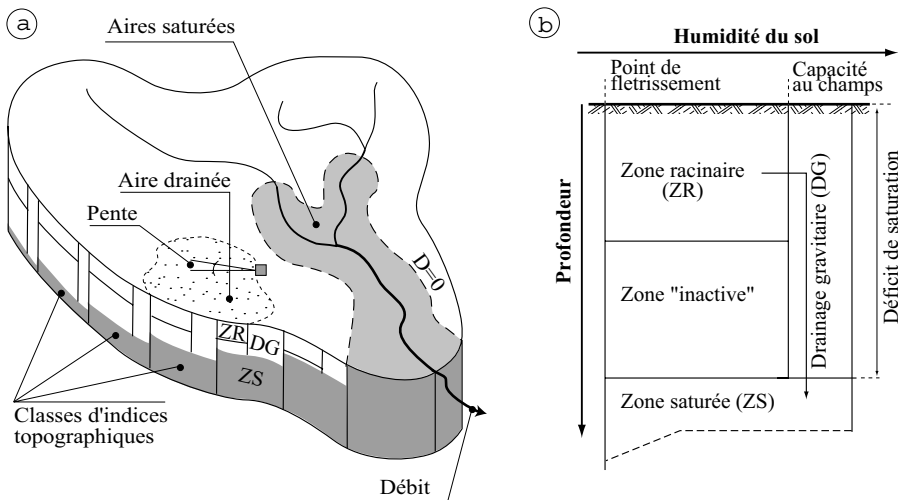 a
Aires saturées
Aire drainée
Pente
D=0
ZR
DG
ZS
Classes d'indices
topographiques
Débit
b
Humidité du sol
Point de
fletrissement
Capacité
au champs
Profondeur
Zone racinaire
(ZR)
Zone "inactive"
Zone saturée (ZS)
Drainage gravitaire (DG)
Déficit de saturation